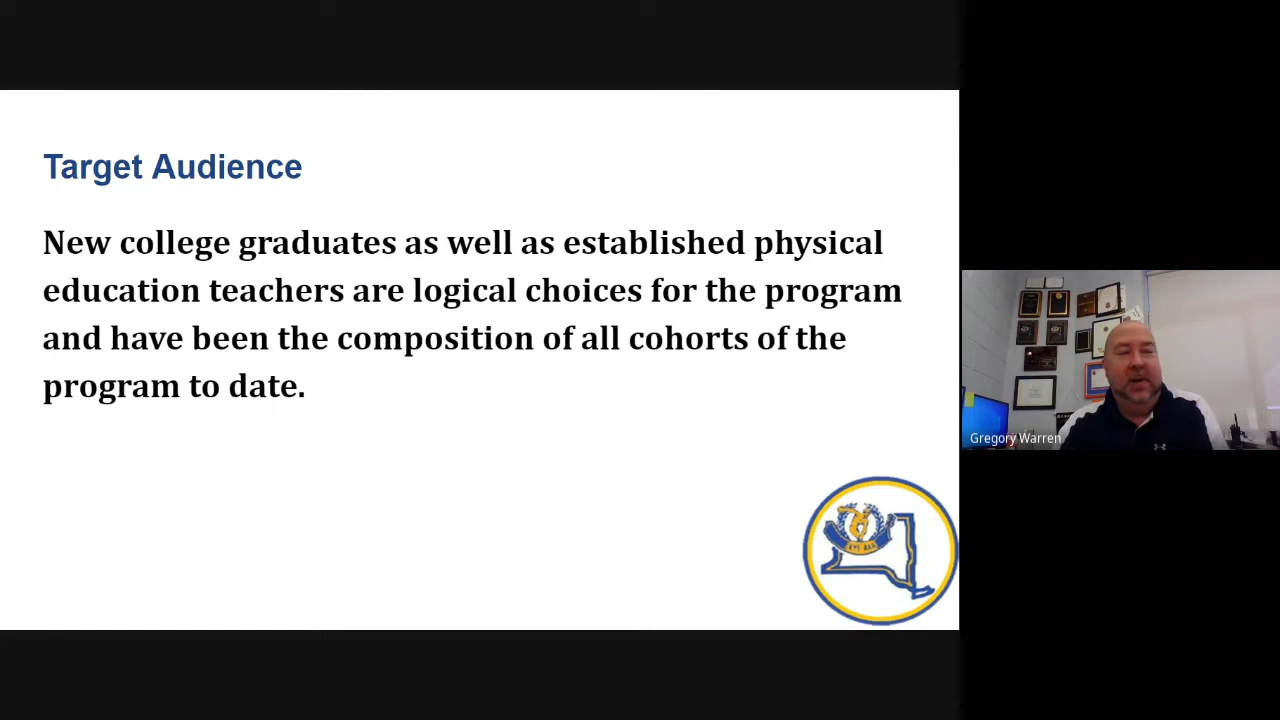 Target Audience
New college graduates as well as established physical
education teachers are logical choices for the program
and have been the composition of all cohorts of the
program to date.
Gregory Warren